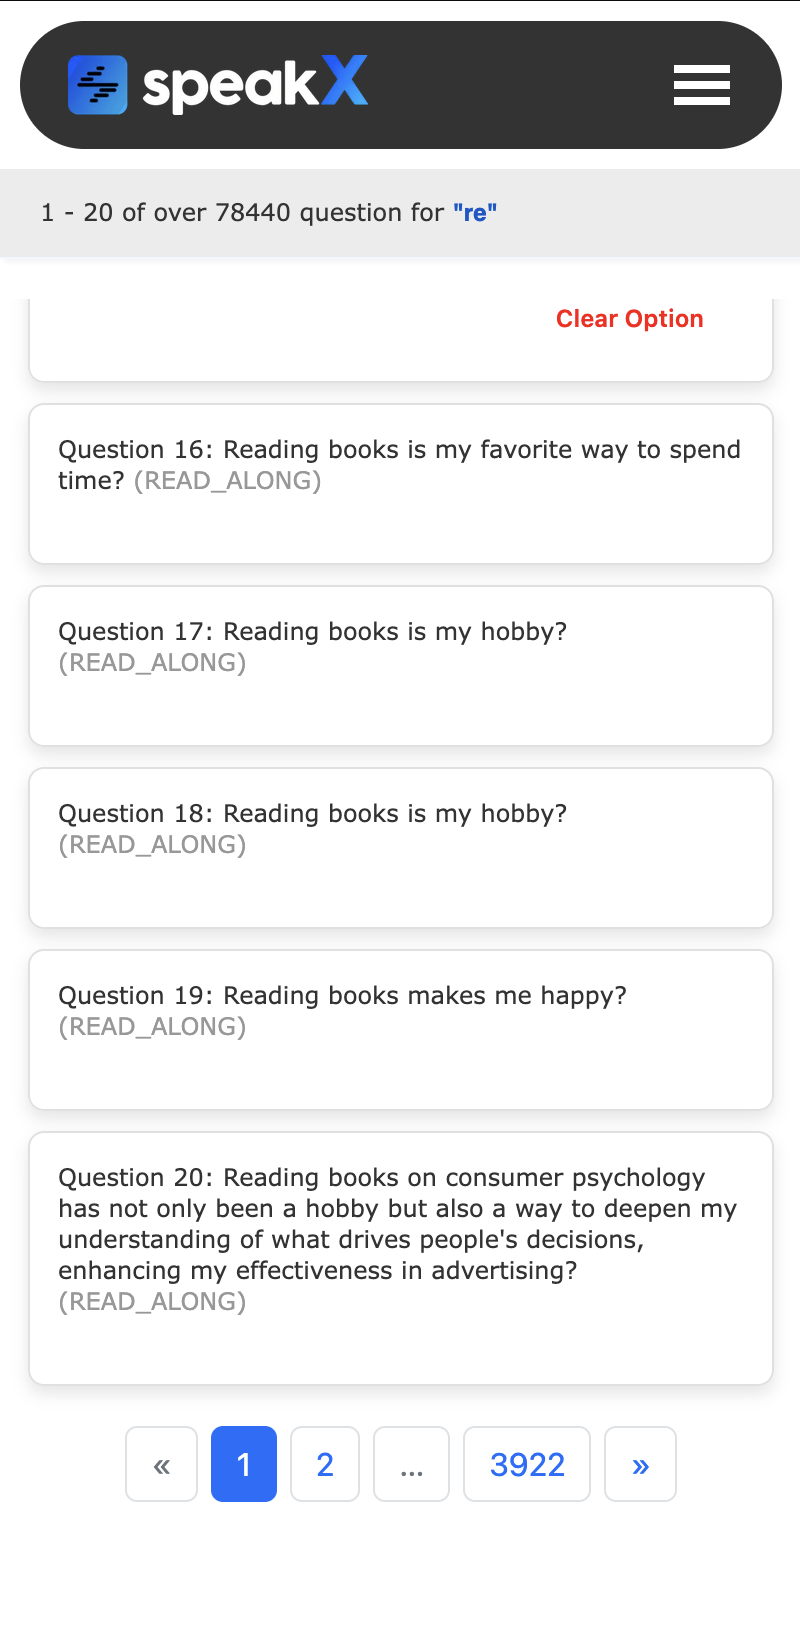 speakX
1 - 20 of over 78440 question for "re"
Clear Option
Question 16: Reading books is my favorite way to spend
time? (READ_ALONG)
Question 17: Reading books is my hobby?
(READ_ALONG)
Question 18: Reading books is my hobby?
(READ_ALONG)
Question 19: Reading books makes me happy?
(READ_ALONG)
Question 20: Reading books on consumer psychology
has not only been a hobby but also a way to deepen my
understanding of what drives people's decisions,
enhancing my effectiveness in advertising?
(READ_ALONG)
« 1 2 ... 3922 »